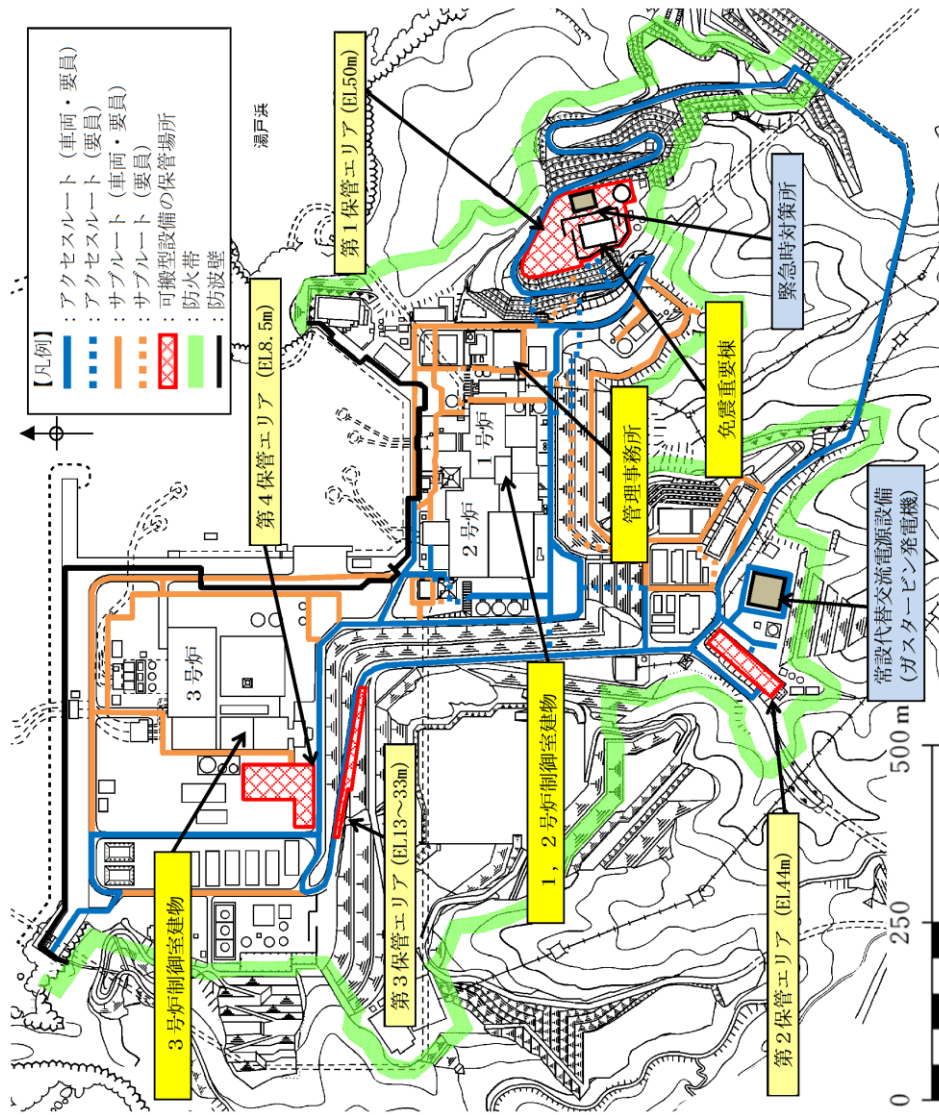 【凡例】
：アクセスルート（車両・要員）
：アクセスルート（要員）
：サブルート（車両・要員）
：サブルート（要員）
：可搬型設備の保管場所
：防火帯
：防波壁
湯戸浜
第１保管エリア（EL50m）
第４保管エリア（EL8.5m）
緊急時対策所
免震重要棟
管理事務所
１号炉
２号炉
３号炉
常設代替交流電源設備
（ガスタービン発電機）
１，２号炉制御室建物
３号炉制御室建物
第３保管エリア（EL13～33m）
第２保管エリア（EL44m）
0 250 500m